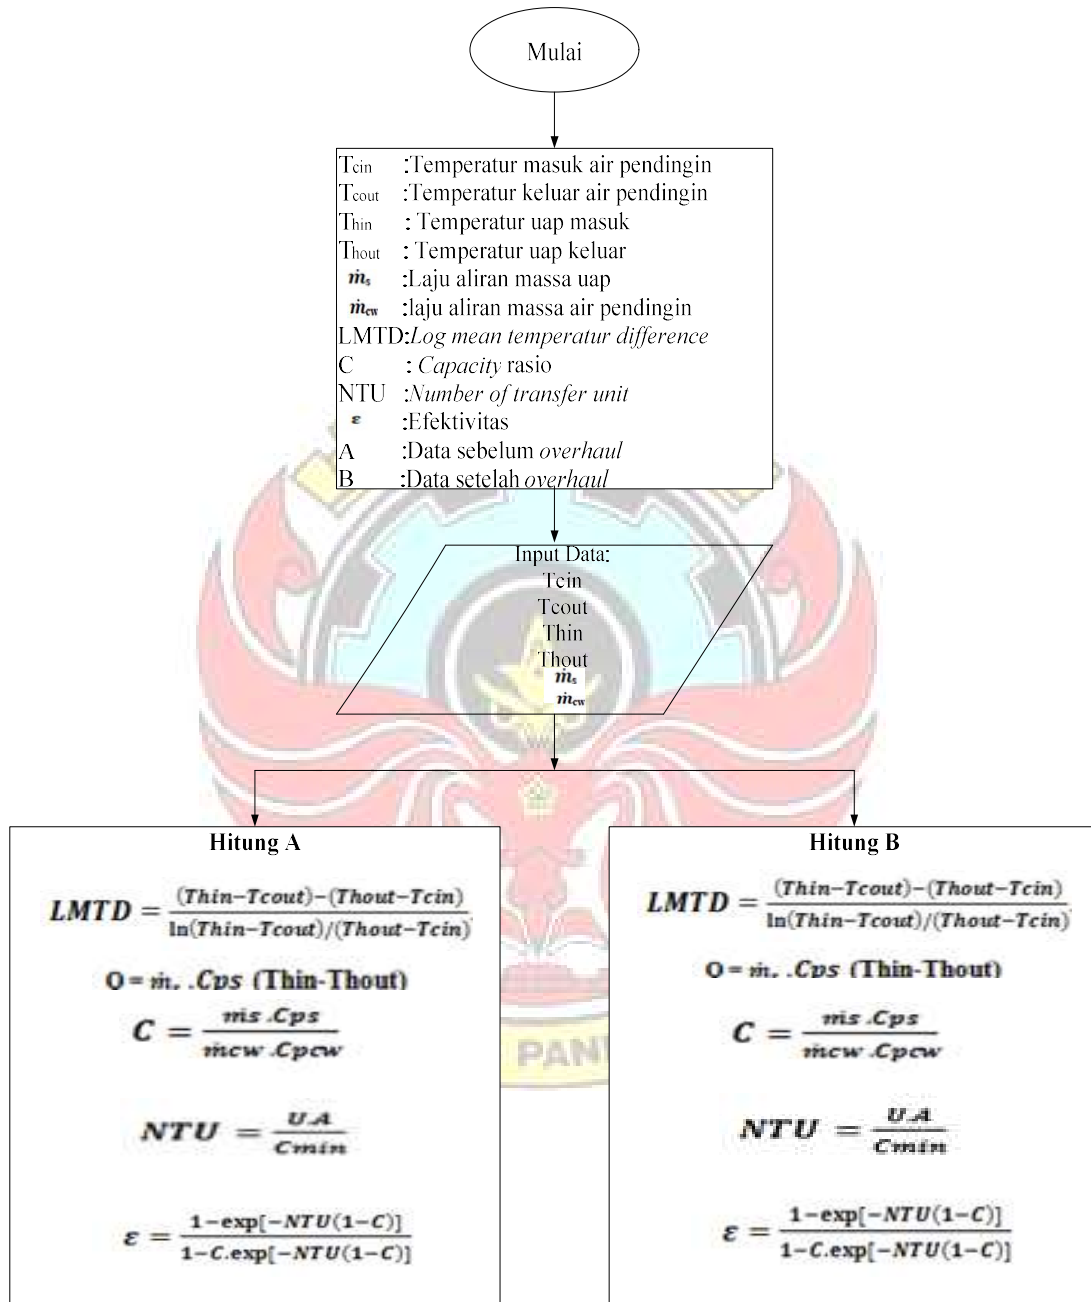 Mulai
Tcin :Temperatur masuk air pendingin
Tcout :Temperatur keluar air pendingin
Thin : Temperatur uap masuk
Thout : Temperatur uap keluar
ṁs :Laju aliran massa uap
ṁcw :laju aliran massa air pendingin
LMTD:Log mean temperatur difference
C : Capacity rasio
NTU :Number of transfer unit
ε :Efektivitas
A :Data sebelum overhaul
B :Data setelah overhaul
Input Data:
Tcin
Tcout
Thin
Thout
ṁs
ṁcw
Hitung A
LMTD = (Thin−Tcout)−(Thout−Tcin) / ln(Thin−Tcout)/(Thout−Tcin)
Q = ṁ. .Cps (Thin-Thout)
C = ṁs .Cps / ṁcw .Cpcw
NTU = U.A / Cmin
ε = 1−exp[−NTU(1−C)] / 1−C.exp[−NTU(1−C)]
Hitung B
LMTD = (Thin−Tcout)−(Thout−Tcin) / ln(Thin−Tcout)/(Thout−Tcin)
Q = ṁ. .Cps (Thin-Thout)
C = ṁs .Cps / ṁcw .Cpcw
NTU = U.A / Cmin
ε = 1−exp[−NTU(1−C)] / 1−C.exp[−NTU(1−C)]